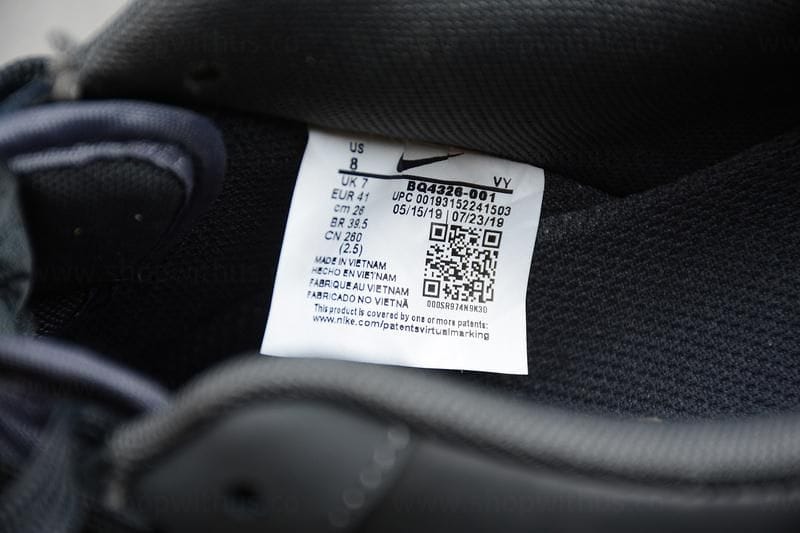 US
8
VY
UK 7
BQ4326-001
EUR 41
UPC 00193152241503
cm 26
05/15/19 | 07/23/19
BR 39.5
CN 260
(2.5)
MADE IN VIETNAM
HECHO EN VIETNAM
FABRIQUE AU VIETNAM
FABRICADO NO VIETNÃ
000SR974N9K30
This product is covered by one or more patents:
www.nike.com/patentsvirtualmarking